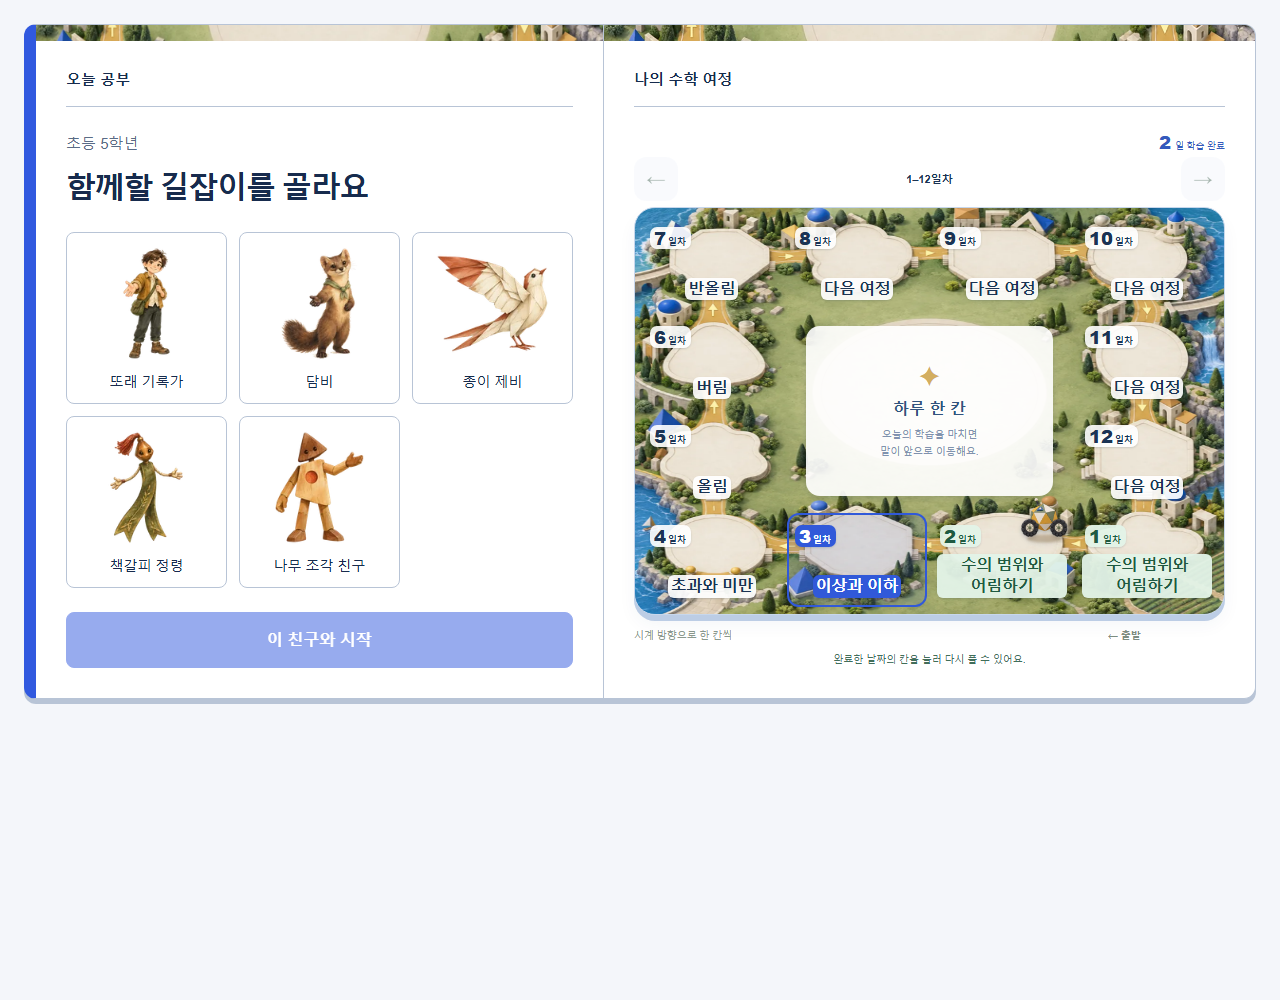 오늘 공부
초등 5학년
함께할 길잡이를 골라요
또래 기록가
담비
종이 제비
책갈피 정령
나무 조각 친구
이 친구와 시작
나의 수학 여정
2 일 학습 완료
←
1–12일차
→
7 일차
반올림
8 일차
다음 여정
9 일차
다음 여정
10 일차
다음 여정
6 일차
버림
11 일차
다음 여정
하루 한 칸
오늘의 학습을 마치면
말이 앞으로 이동해요.
5 일차
올림
12 일차
다음 여정
4 일차
초과와 미만
3 일차
이상과 이하
2 일차
수의 범위와
어림하기
1 일차
수의 범위와
어림하기
시계 방향으로 한 칸씩
← 출발
완료한 날짜의 칸을 눌러 다시 풀 수 있어요.